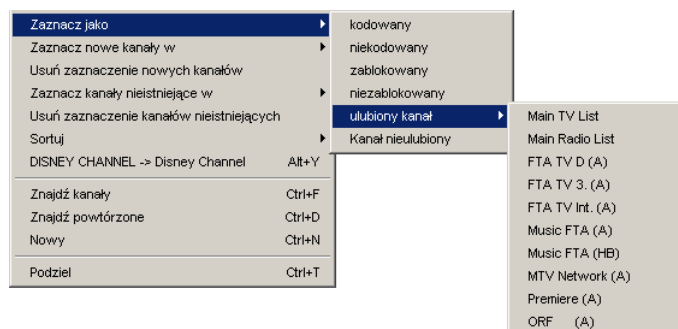 Zaznacz jako
Zaznacz nowe kanały w
Usuń zaznaczenie nowych kanałów
Zaznacz kanały nieistniejące w
Usuń zaznaczenie kanałów nieistniejących
Sortuj
DISNEY CHANNEL -> Disney Channel Alt+Y
Znajdź kanały Ctrl+F
Znajdź powtórzone Ctrl+D
Nowy Ctrl+N
Podziel Ctrl+T
kodowany
niekodowany
zablokowany
niezablokowany
ulubiony kanał
Kanał nieulubiony
Main TV List
Main Radio List
FTA TV D (A)
FTA TV 3. (A)
FTA TV Int. (A)
Music FTA (A)
Music FTA (HB)
MTV Network (A)
Premiere (A)
ORF (A)